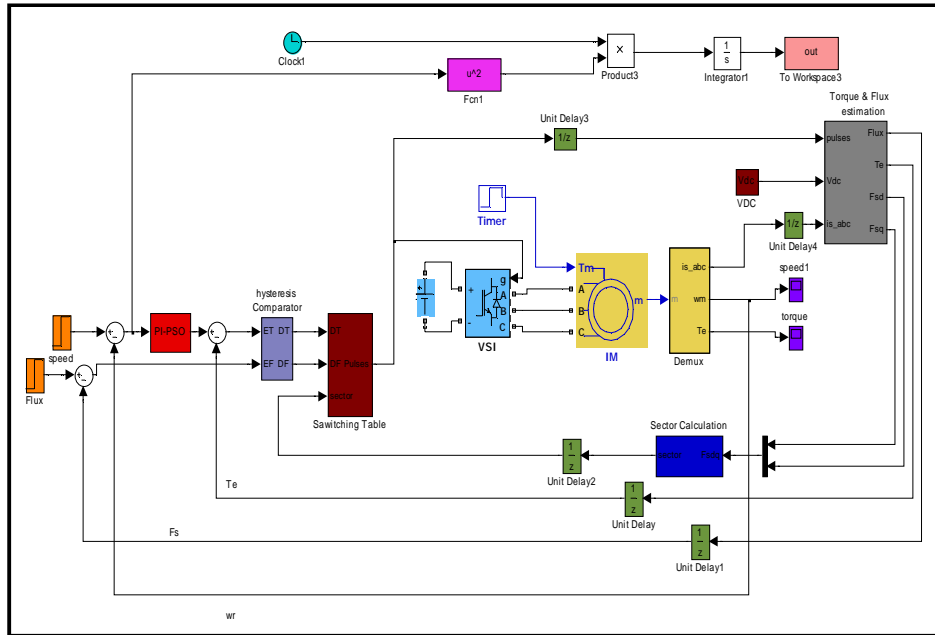 Clock1
u^2
Fcn1
x
Product3
1
s
Integrator1
out
To Workspace3
Torque & Flux
estimation
pulses
Flux
Te
Vdc
Fsd
is_abc
Fsq
Unit Delay3
1/z
Vdc
VDC
1/z
Unit Delay4
Timer
speed
Flux
PI-PSO
hysteresis
Comparator
ET DT
EF DF
DT
DF Pulses
sector
Sawitching Table
+
-
g
A
B
C
VSI
Tm
A
B
C
m
IM
m
is_abc
wm
Te
Demux
speed1
torque
Sector Calculation
1
z
Unit Delay2
1
z
Unit Delay
1
z
Unit Delay1
Te
Fs
wr